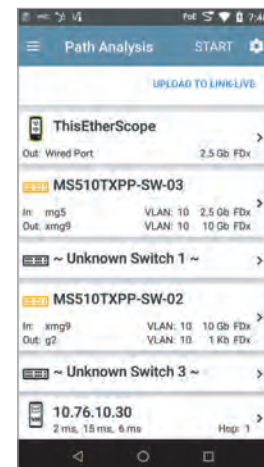 PoE 7:4
Path Analysis START
UPLOAD TO LINK-LIVE
ThisEtherScope
Out: Wired Port 2.5 Gb FDx
MS510TXPP-SW-03
In: mg5 VLAN: 10 2.5 Gb FDx
Out: xmg9 VLAN: 10 10 Gb FDx
~ Unknown Switch 1 ~
MS510TXPP-SW-02
In: xmg9 VLAN: 10 10 Gb FDx
Out: g2 VLAN: 10 1 Kb FDx
~ Unknown Switch 3 ~
10.76.10.30
2 ms, 15 ms, 6 ms Hop: 1